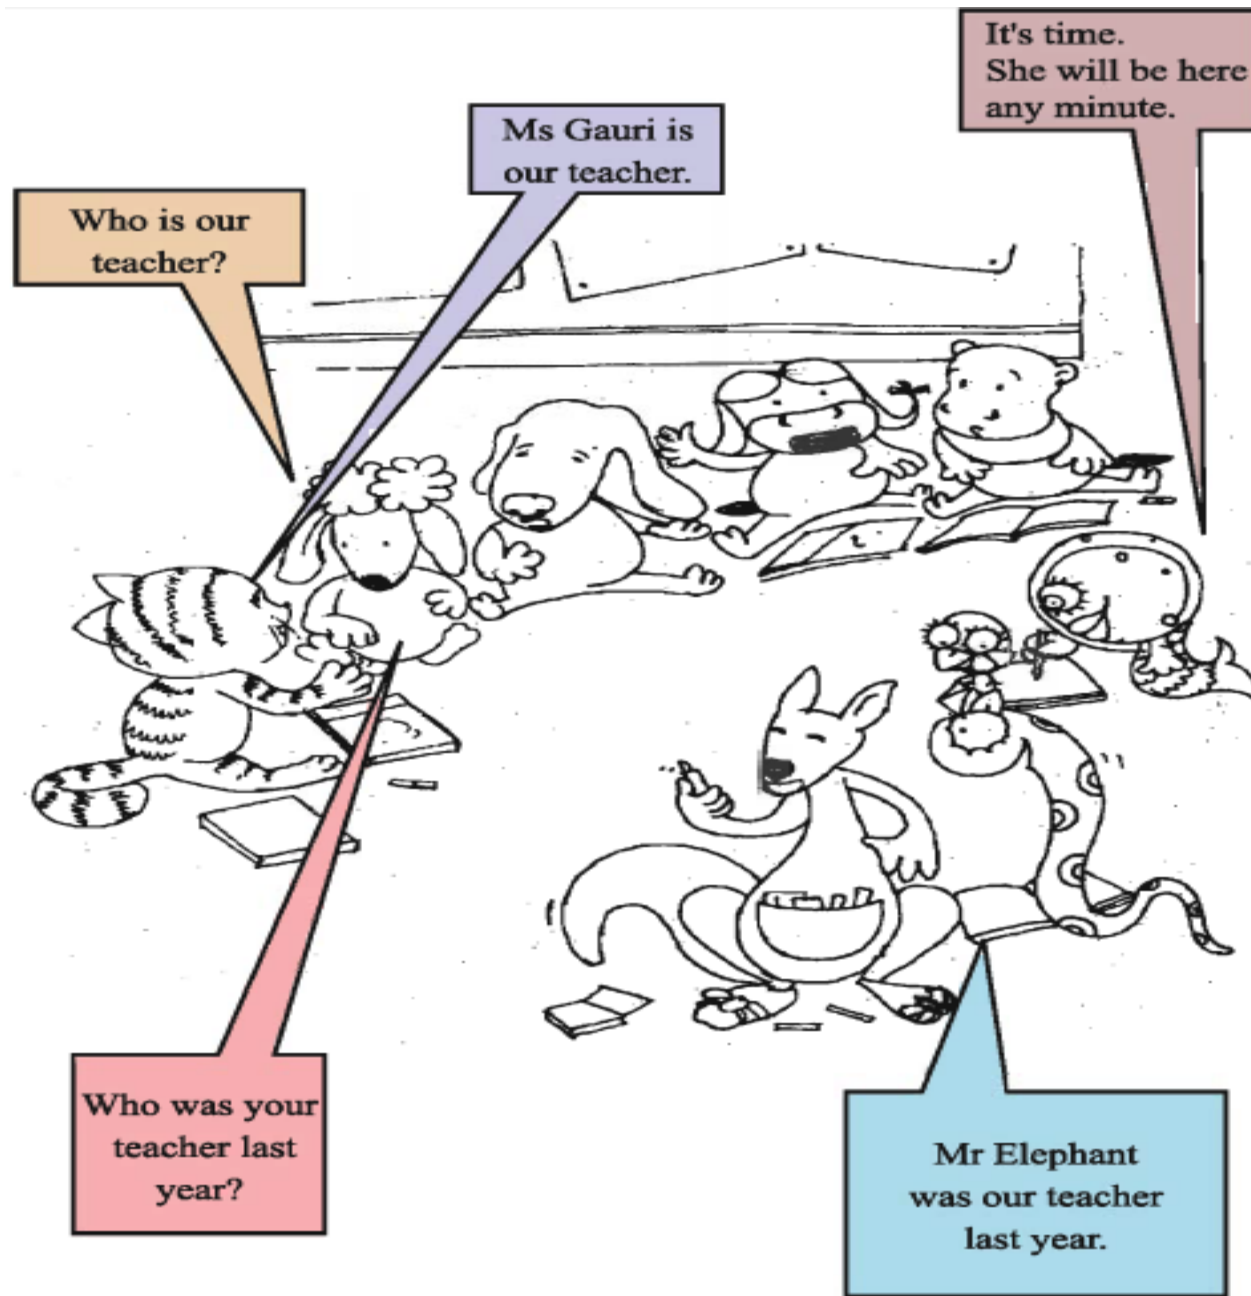 It's time.
She will be here
any minute.
Ms Gauri is
our teacher.
Who is our
teacher?
Who was your
teacher last
year?
Mr Elephant
was our teacher
last year.